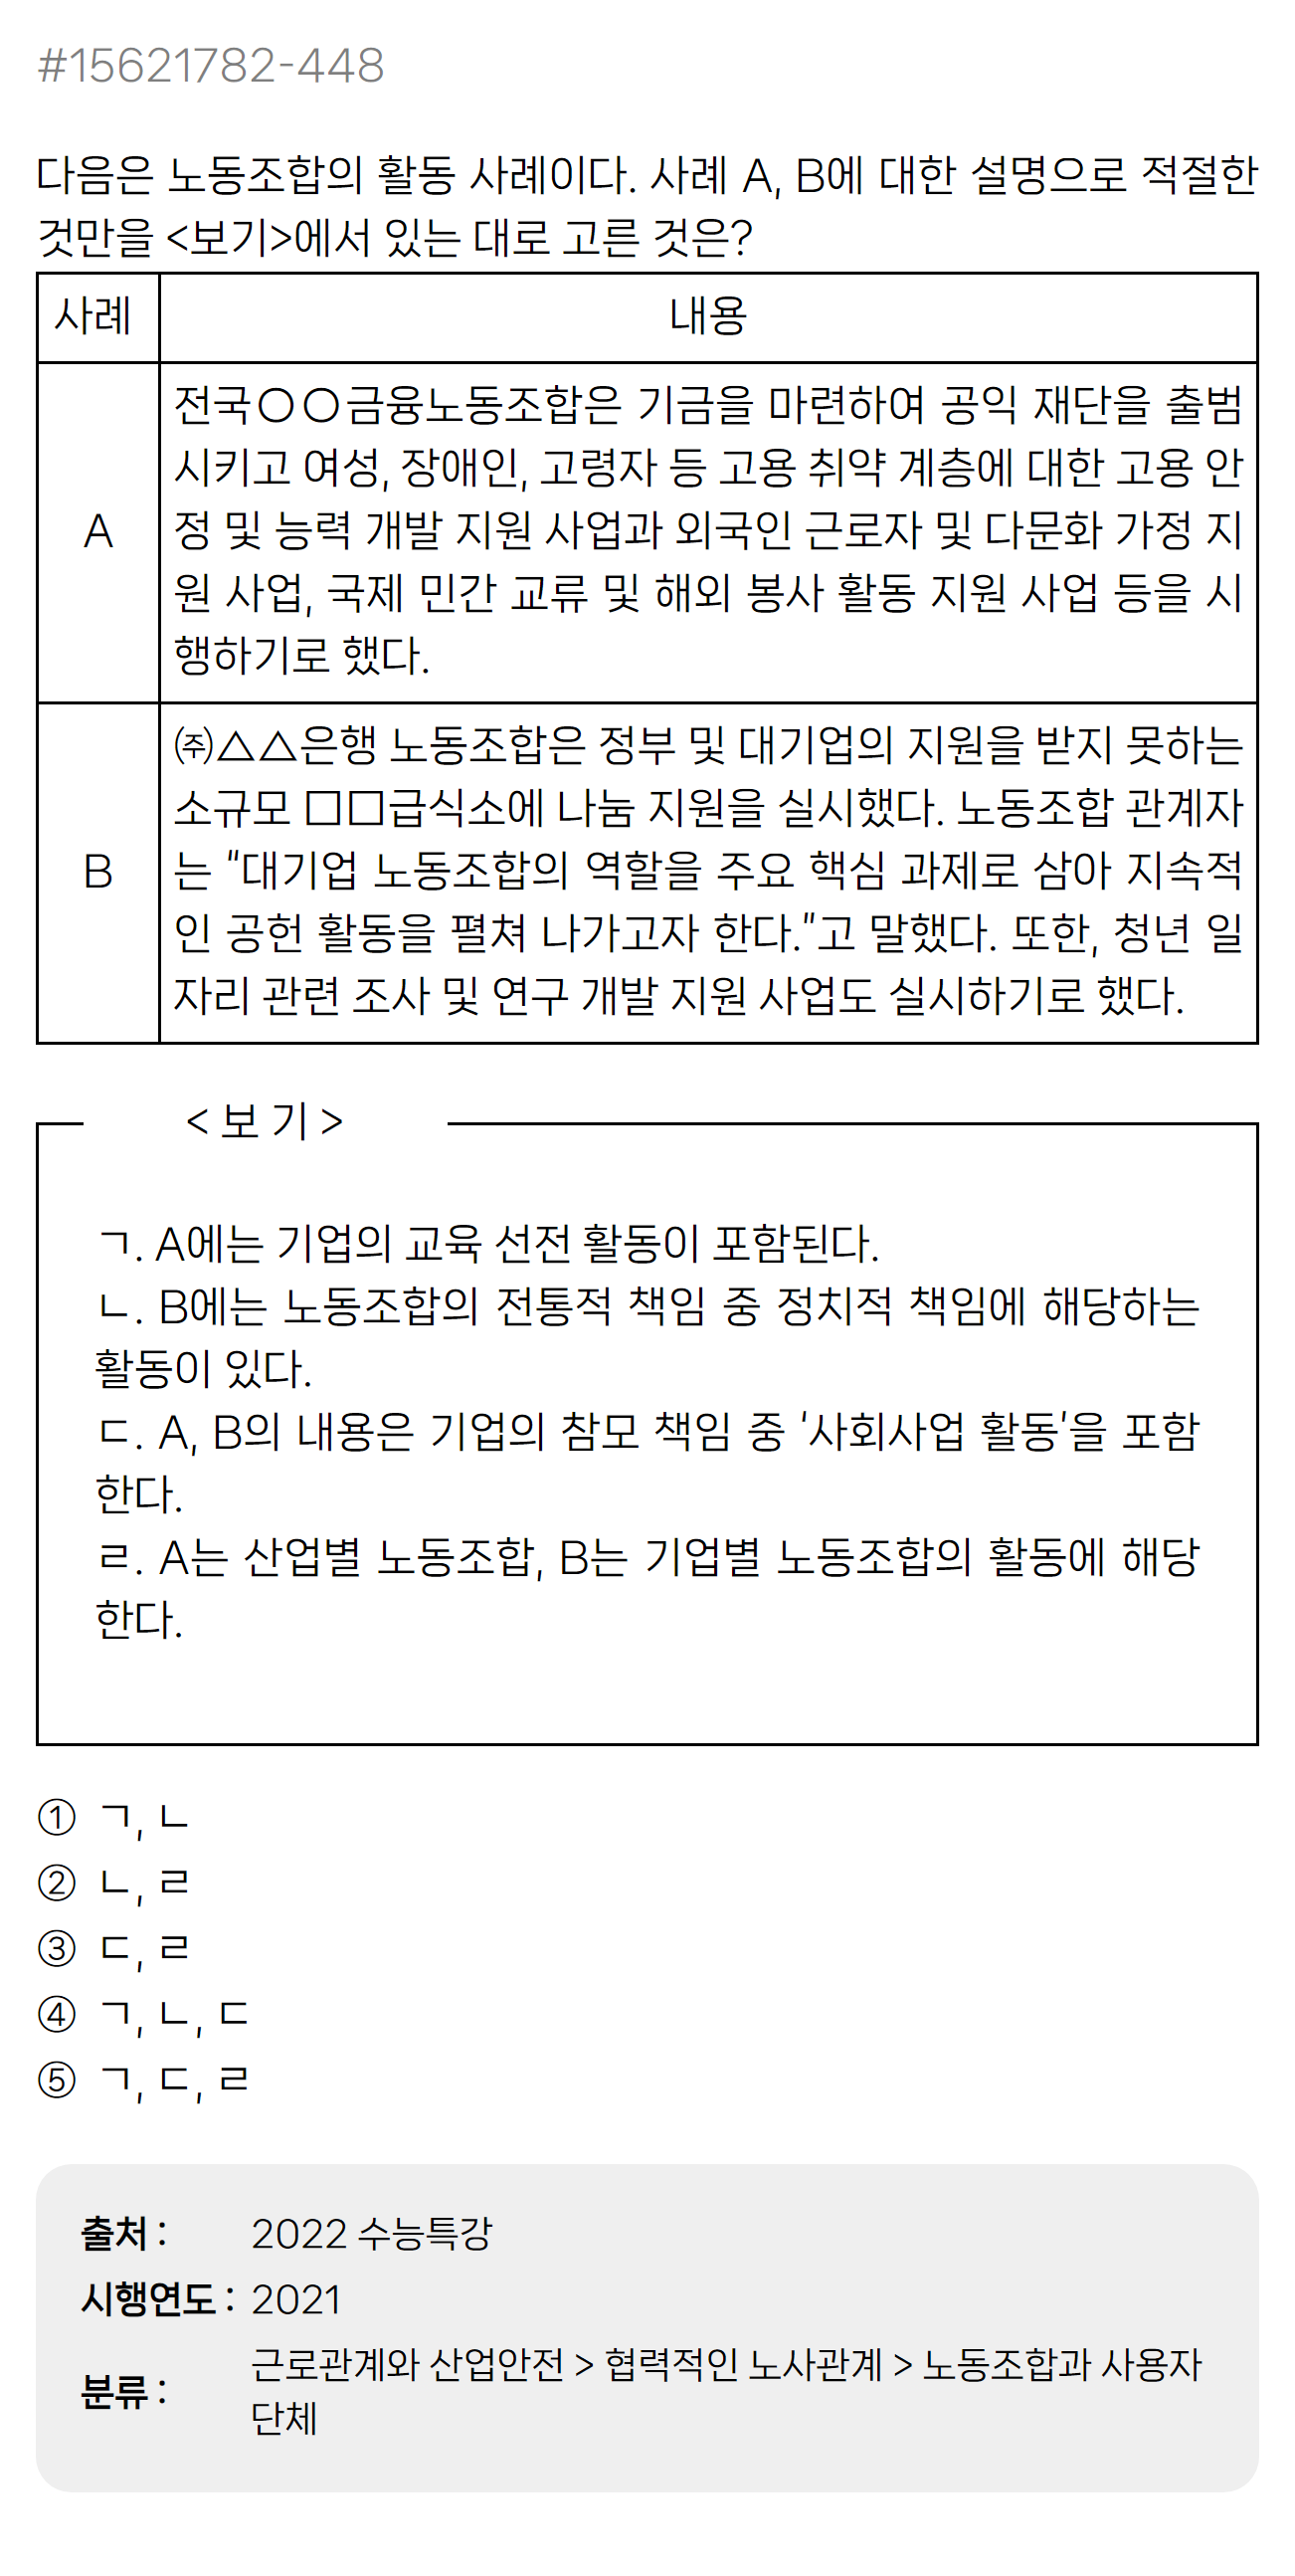 #15621782-448
다음은 노동조합의 활동 사례이다. 사례 A, B에 대한 설명으로 적절한
것만을 <보기>에서 있는 대로 고른 것은?
사례
내용
A
전국○○금융노동조합은 기금을 마련하여 공익 재단을 출범
시키고 여성, 장애인, 고령자 등 고용 취약 계층에 대한 고용 안
정 및 능력 개발 지원 사업과 외국인 근로자 및 다문화 가정 지
원 사업, 국제 민간 교류 및 해외 봉사 활동 지원 사업 등을 시
행하기로 했다.
B
㈜△△은행 노동조합은 정부 및 대기업의 지원을 받지 못하는
소규모 □□급식소에 나눔 지원을 실시했다. 노동조합 관계자
는 "대기업 노동조합의 역할을 주요 핵심 과제로 삼아 지속적
인 공헌 활동을 펼쳐 나가고자 한다."고 말했다. 또한, 청년 일
자리 관련 조사 및 연구 개발 지원 사업도 실시하기로 했다.
< 보 기 >
ㄱ. A에는 기업의 교육 선전 활동이 포함된다.
ㄴ. B에는 노동조합의 전통적 책임 중 정치적 책임에 해당하는
활동이 있다.
ㄷ. A, B의 내용은 기업의 참모 책임 중 '사회사업 활동'을 포함
한다.
ㄹ. A는 산업별 노동조합, B는 기업별 노동조합의 활동에 해당
한다.
① ㄱ, ㄴ
② ㄴ, ㄹ
③ ㄷ, ㄹ
④ ㄱ, ㄴ, ㄷ
⑤ ㄱ, ㄷ, ㄹ
출처 : 2022 수능특강
시행연도 : 2021
분류 : 근로관계와 산업안전 > 협력적인 노사관계 > 노동조합과 사용자
단체